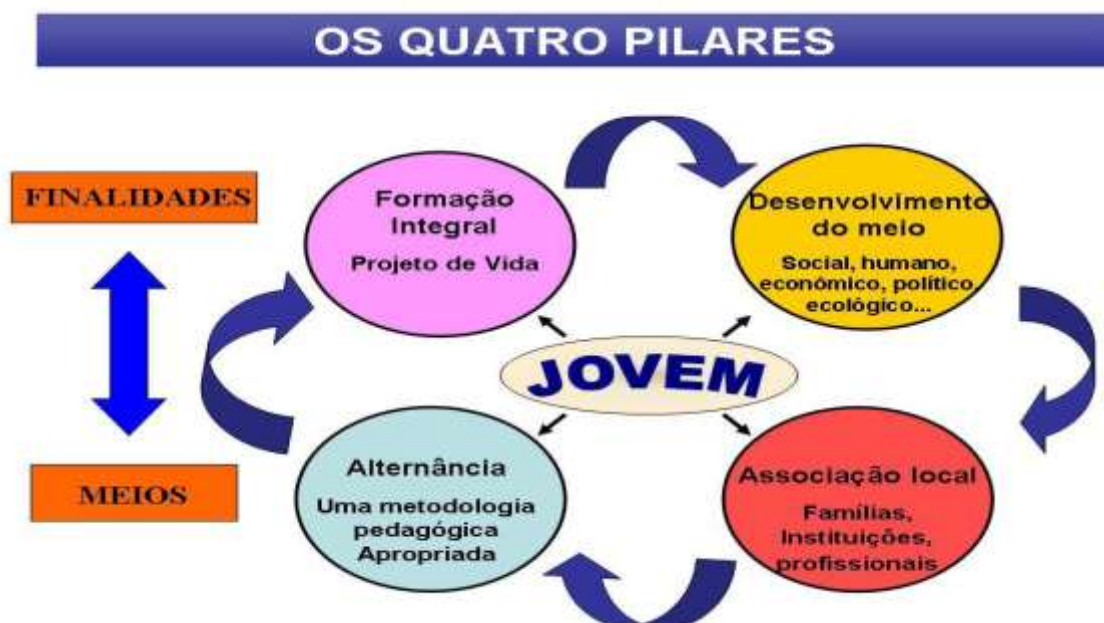 OS QUATRO PILARES
FINALIDADES
Formação
Integral
Projeto de Vida
Desenvolvimento
do meio
Social, humano,
económico, político
ecológico...
JOVEM
MEIOS
Alternância
Uma metodologia
pedagógica
Apropriada
Associação local
Famílias,
Instituições,
profissionais